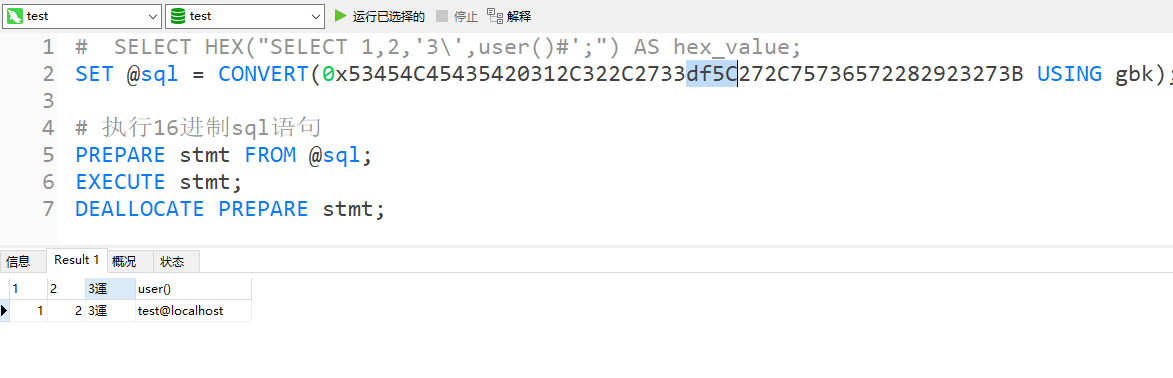 test test 运行已选择的 停止 解释
1 # SELECT HEX("SELECT 1,2,'3\',user()#';") AS hex_value;
2 SET @sql = CONVERT(0x53454C45435420312C322C2733df5C272C75736572282923273B USING gbk);
3
4 # 执行16进制sql语句
5 PREPARE stmt FROM @sql;
6 EXECUTE stmt;
7 DEALLOCATE PREPARE stmt;
信息 Result 1 概况 状态
1 2 3運 user()
1 2 3運 test@localhost